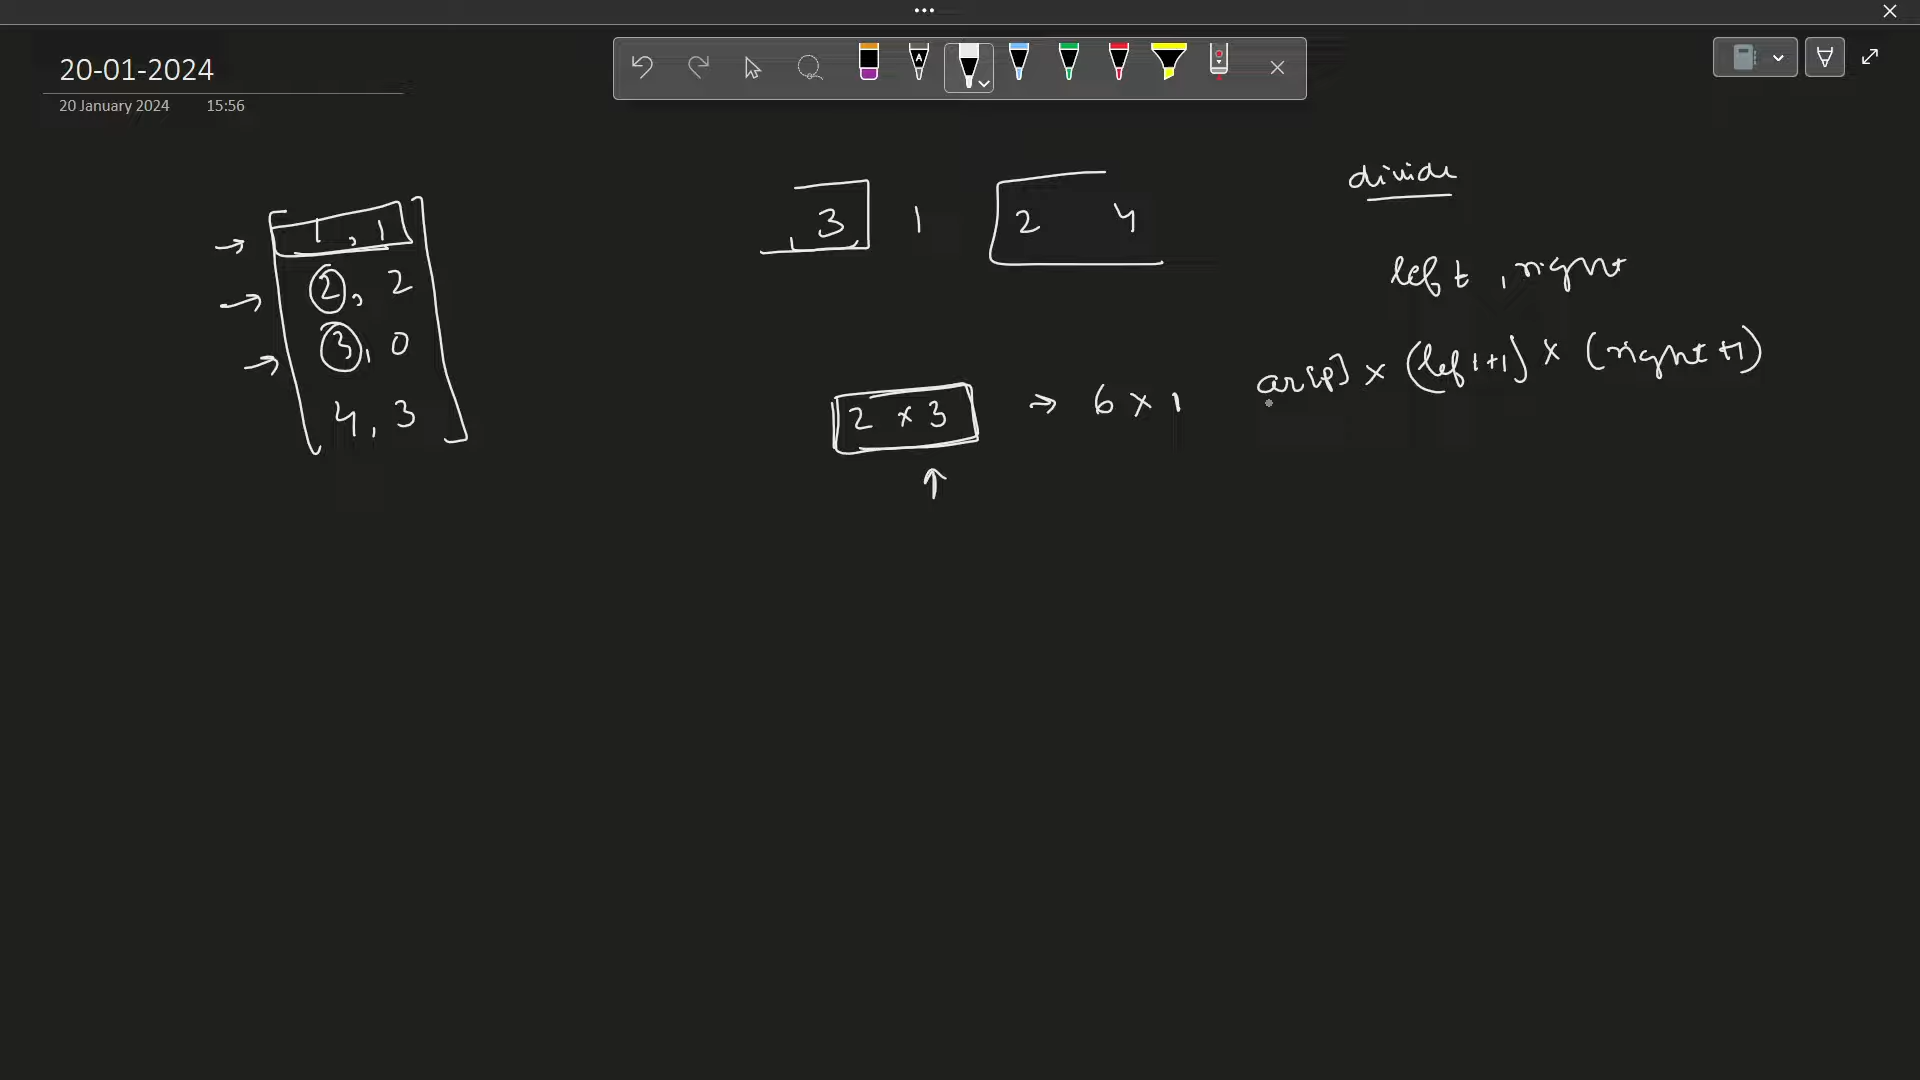 20-01-2024
20 January 2024 15:56
divide
3 1 2 4
1, 1
left, right
2, 2
3, 0
ar[p] × (left+1) × (right+1)
2 × 3 → 6 × 1
4, 3